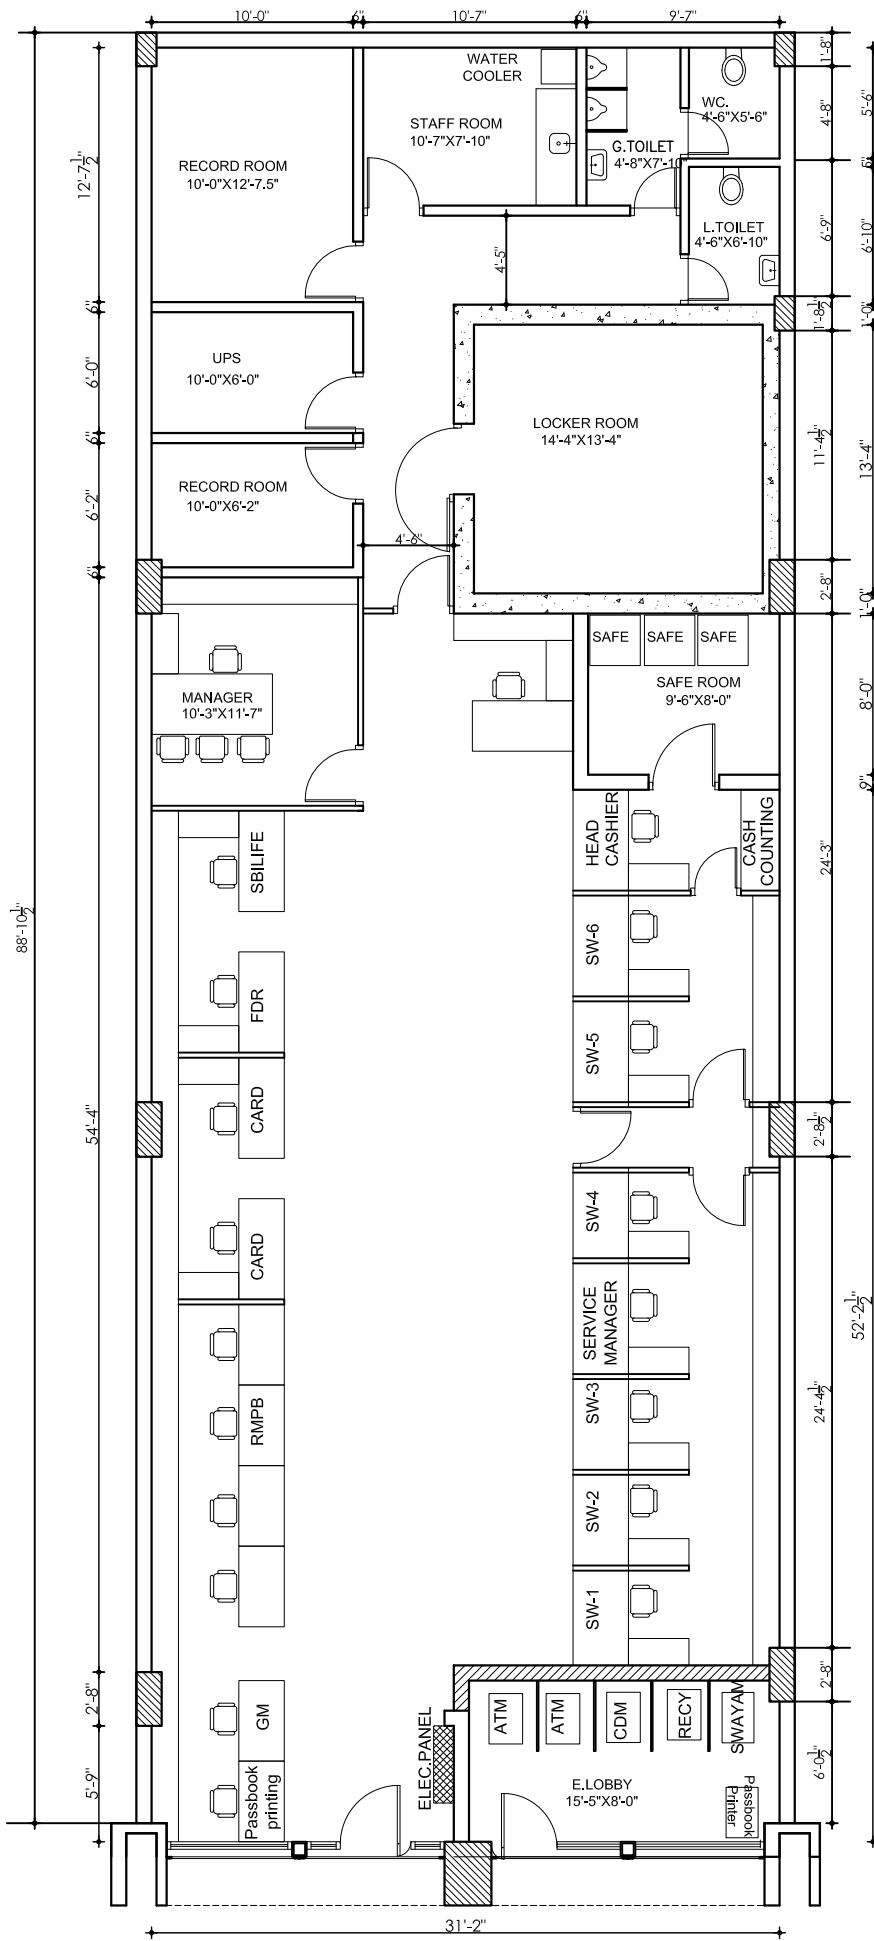 10'-0"
6"
10'-7"
6"
9'-7"
WATER
COOLER
STAFF ROOM
10'-7"X7'-10"
WC.
4'-6"X5'-6"
G.TOILET
4'-8"X7'-10"
RECORD ROOM
10'-0"X12'-7.5"
L.TOILET
4'-6"X6'-10"
4'-5"
1'-8"
4'-8"
5'-6"
5"
6'-9"
6'-10"
1'-8½"
1'-0"
12'-7½"
6"
UPS
10'-0"X6'-0"
6'-0"
6"
LOCKER ROOM
14'-4"X13'-4"
11'-4½"
13'-4"
RECORD ROOM
10'-0"X6'-2"
6'-2"
6"
4'-6"
2'-8"
1'-0"
SAFE
SAFE
SAFE
SAFE ROOM
9'-6"X8'-0"
8'-0"
9"
MANAGER
10'-3"X11'-7"
HEAD
CASHIER
CASH
COUNTING
24'-3"
SBILIFE
SW-6
FDR
SW-5
88'-10½"
54'-4"
CARD
2'-8½"
CARD
SW-4
SERVICE
MANAGER
52'-2½"
RMPB
SW-3
24'-4½"
SW-2
SW-1
2'-8"
2'-8"
GM
ELEC.PANEL
ATM
ATM
CDM
RECY
SWAYAM
6'-0½"
5'-9"
Passbook
printing
E.LOBBY
15'-5"X8'-0"
Passbook
Printer
31'-2"